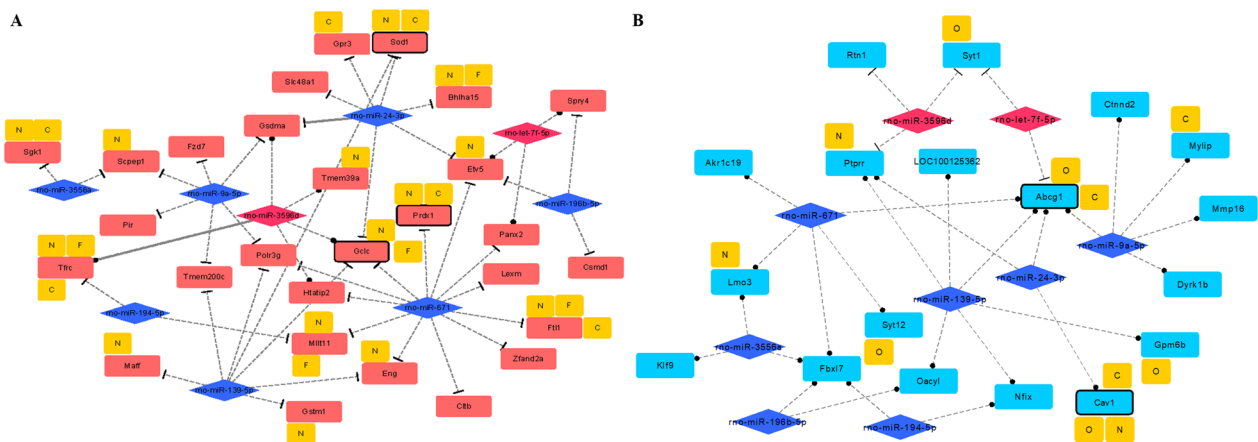 A
C
N C
Gpr3
Sod1
Slc48a1
N F
Bhlha15
Spry4
rno-miR-24-3p
Gsdma
rno-let-7f-5p
N C
Sgk1
N
Scpep1
Fzd7
N
Tmem39a
N
Etv5
rno-miR-3556a
rno-miR-9a-5p
N C
Prdx1
rno-miR-196b-5p
rno-miR-3596d
Pir
N
Gclc
F
Panx2
N F
Tfrc
C
Polr3g
Tmem200c
Lexm
Csmd1
Htatip2
rno-miR-671
rno-miR-194-5p
N
Mllt11
F
N F
Ftl1
C
N
Maff
N
Eng
Zfand2a
rno-miR-139-5p
Cltb
Gstm1
N
B
O
Rtn1
Syt1
Ctnnd2
rno-miR-3596d
rno-let-7f-5p
C
Mylip
N
Ptprr
LOC100125362
Akr1c19
O
Abcg1
C
rno-miR-671
Mmp16
rno-miR-9a-5p
N
Lmo3
rno-miR-24-3p
Dyrk1b
rno-miR-139-5p
Syt12
O
rno-miR-3556a
Gpm6b
O
Klf9
Fbxl7
Oacyl
C
Nfix
Cav1
O N
rno-miR-196b-5p
rno-miR-194-5p